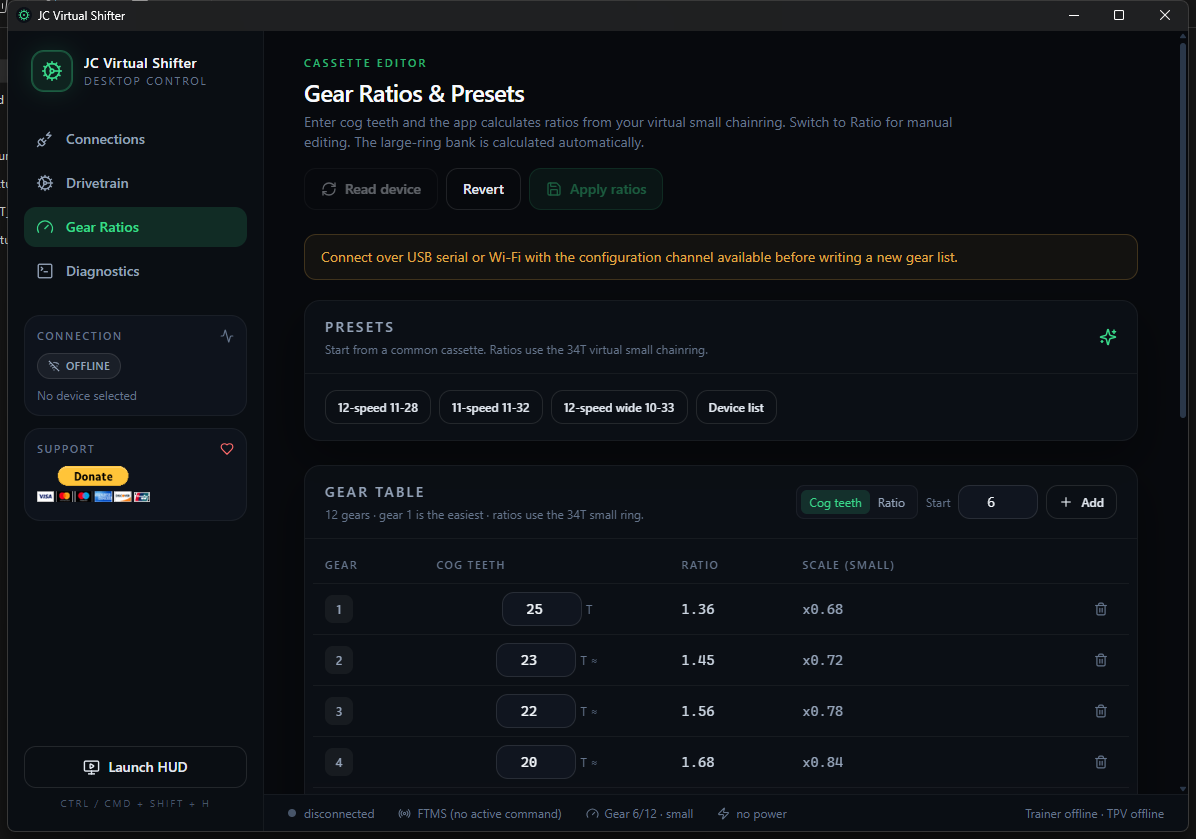 JC Virtual Shifter
JC Virtual Shifter
DESKTOP CONTROL
Connections
Drivetrain
Gear Ratios
Diagnostics
CONNECTION
OFFLINE
No device selected
SUPPORT
Donate
VISA
Launch HUD
CTRL / CMD + SHIFT + H
CASSETTE EDITOR
Gear Ratios & Presets
Enter cog teeth and the app calculates ratios from your virtual small chainring. Switch to Ratio for manual
editing. The large-ring bank is calculated automatically.
Read device
Revert
Apply ratios
Connect over USB serial or Wi-Fi with the configuration channel available before writing a new gear list.
PRESETS
Start from a common cassette. Ratios use the 34T virtual small chainring.
12-speed 11-28
11-speed 11-32
12-speed wide 10-33
Device list
GEAR TABLE
12 gears · gear 1 is the easiest · ratios use the 34T small ring.
Cog teeth
Ratio
Start
6
+ Add
GEAR COG TEETH RATIO SCALE (SMALL)
1 25 T 1.36 x0.68
2 23 T ≈ 1.45 x0.72
3 22 T ≈ 1.56 x0.78
4 20 T ≈ 1.68 x0.84
disconnected
FTMS (no active command)
Gear 6/12 · small
no power
Trainer offline · TPV offline